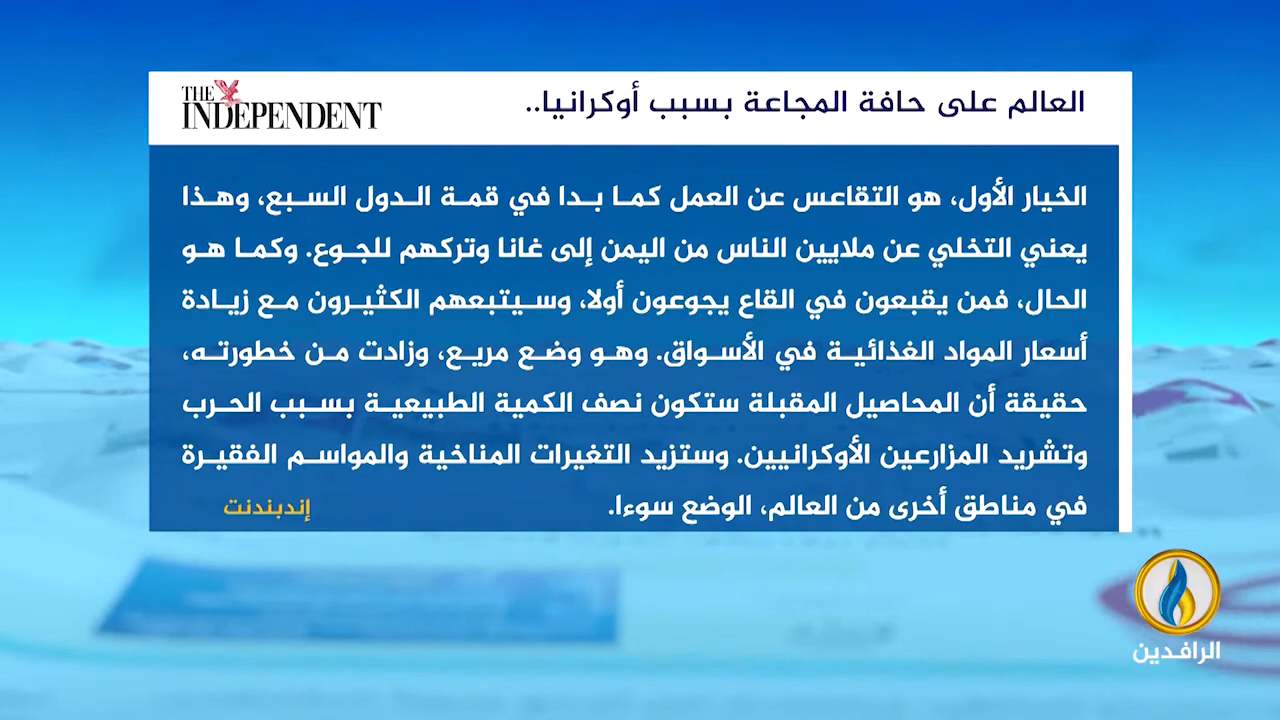 THE
INDEPENDENT
العالم على حافة المجاعة بسبب أوكرانيا..
الخيار الأول، هو التقاعس عن العمل كما بدا في قمة الدول السبع، وهذا
يعني التخلي عن ملايين الناس من اليمن إلى غانا وتركهم للجوع. وكما هو
الحال، فمن يقبعون في القاع يجوعون أولا، وسيتبعهم الكثيرون مع زيادة
أسعار المواد الغذائية في الأسواق. وهو وضع مريع، وزادت من خطورته،
حقيقة أن المحاصيل المقبلة ستكون نصف الكمية الطبيعية بسبب الحرب
وتشريد المزارعين الأوكرانيين. وستزيد التغيرات المناخية والمواسم الفقيرة
في مناطق أخرى من العالم، الوضع سوءا.
إندبندنت
الرافدين